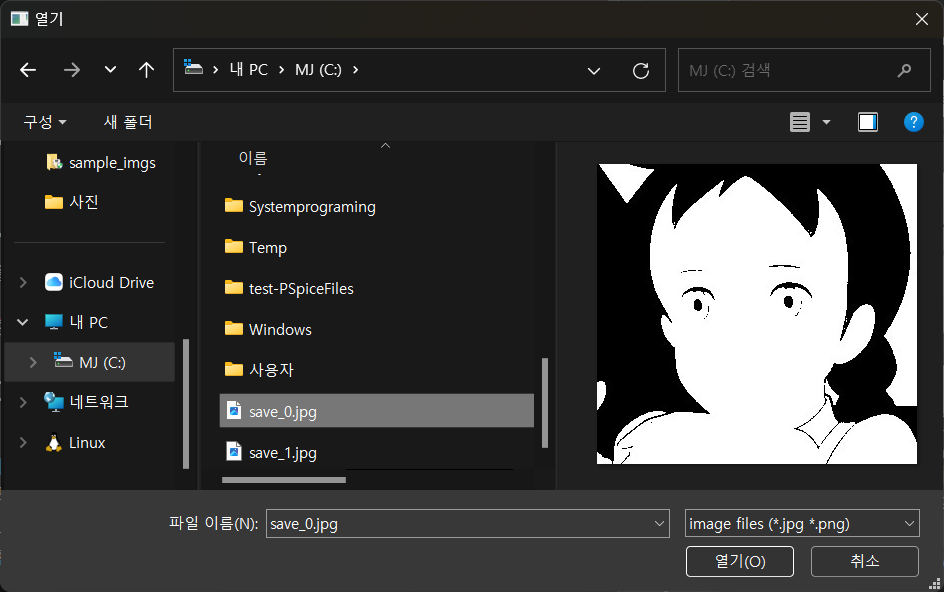 열기
내 PC
MJ (C:)
MJ (C:) 검색
구성
새 폴더
?
sample_imgs
사진
iCloud Drive
내 PC
MJ (C:)
네트워크
Linux
이름
Systemprograming
Temp
test-PSpiceFiles
Windows
사용자
save_0.jpg
save_1.jpg
파일 이름(N):
save_0.jpg
image files (*.jpg *.png)
열기(O)
취소